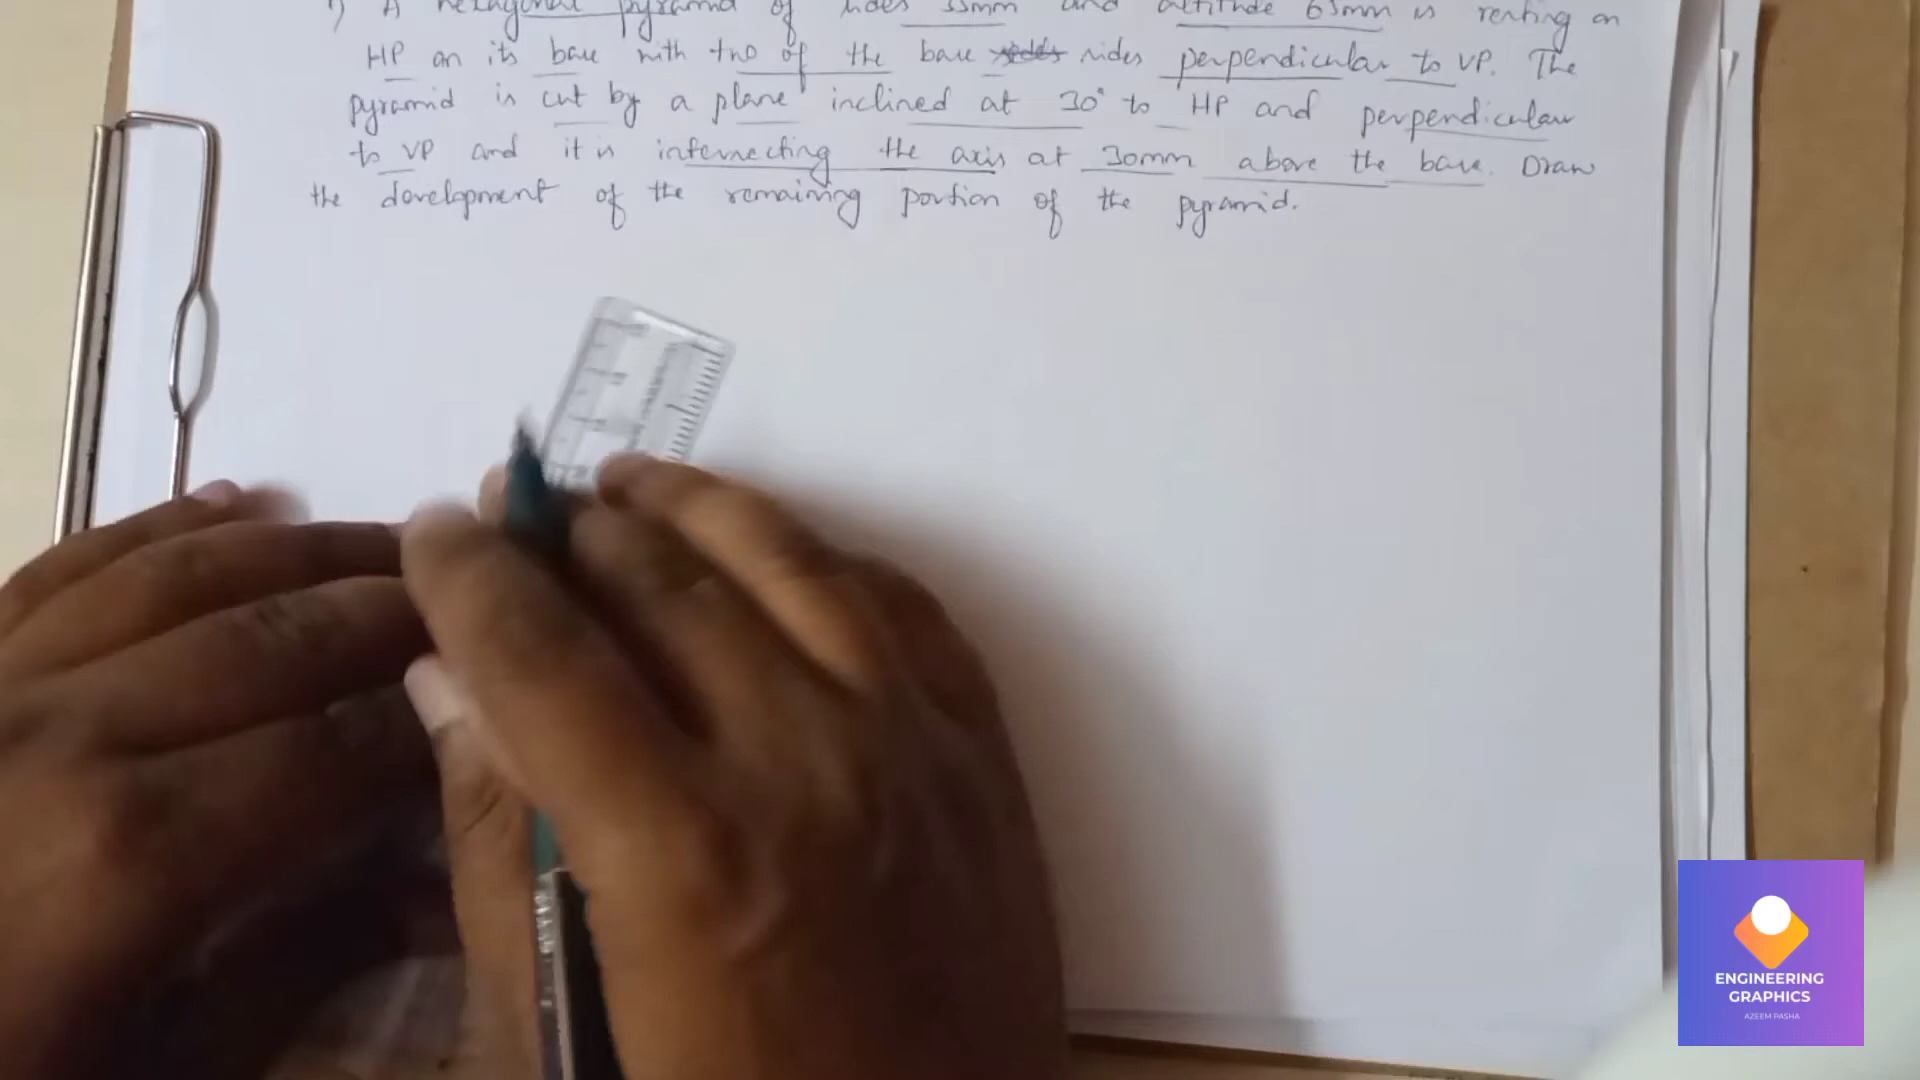 1) A hexagonal pyramid of sides 35mm and altitude 65mm is resting on
HP on its base with two of the base sides perpendicular to VP. The
pyramid is cut by a plane inclined at 30° to HP and perpendicular
to VP and it is intersecting the axis at 30mm above the base. Draw
the development of the remaining portion of the pyramid.
ENGINEERING
GRAPHICS
AZEEM PASHA